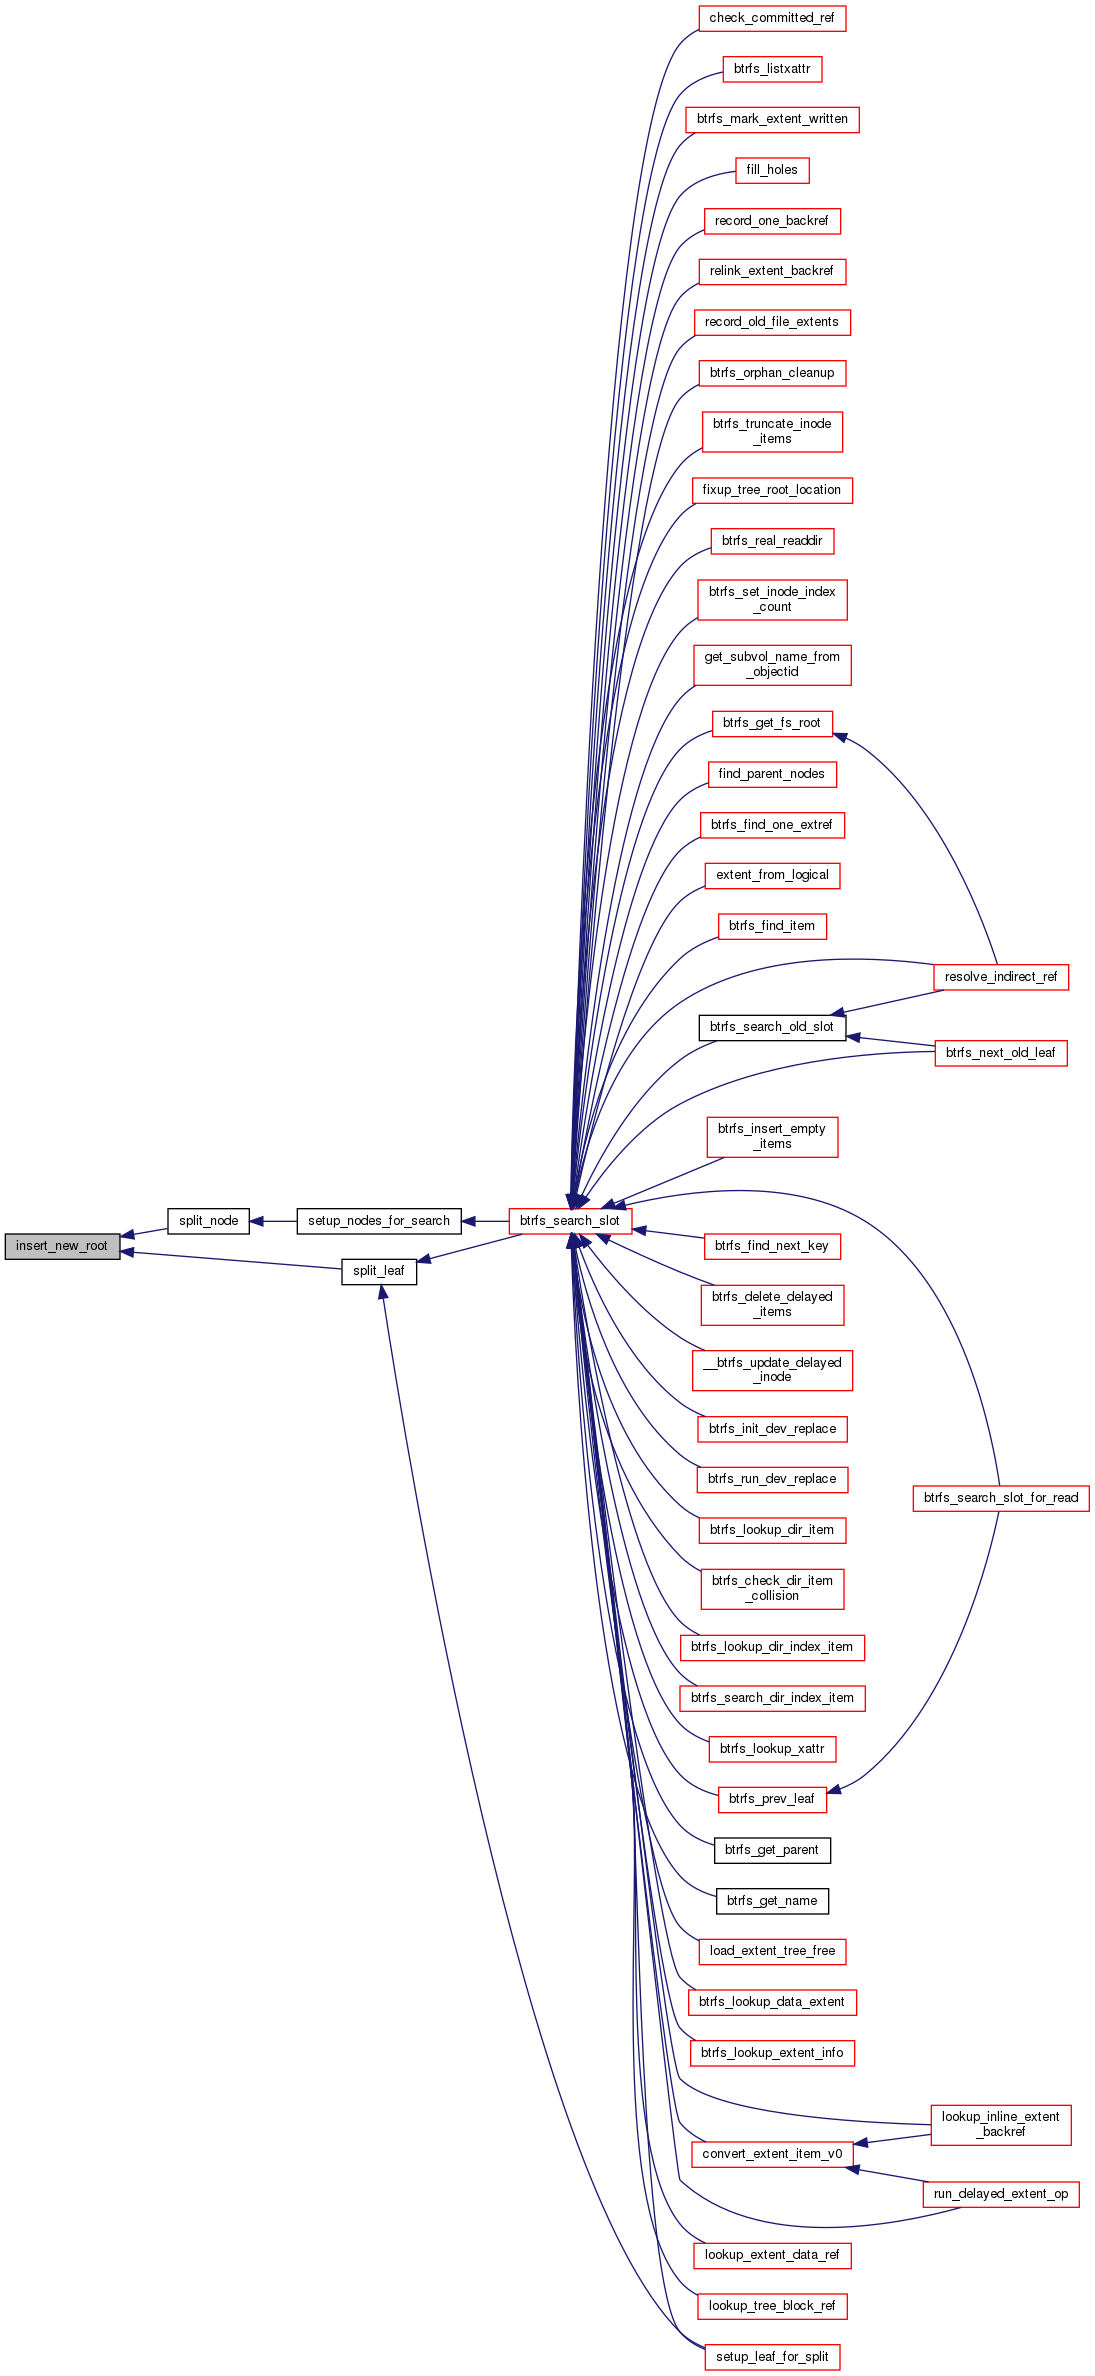 check_committed_ref
btrfs_listxattr
btrfs_mark_extent_written
fill_holes
record_one_backref
relink_extent_backref
record_old_file_extents
btrfs_orphan_cleanup
btrfs_truncate_inode
_items
fixup_tree_root_location
btrfs_real_readdir
btrfs_set_inode_index
_count
get_subvol_name_from
_objectid
btrfs_get_fs_root
find_parent_nodes
btrfs_find_one_extref
extent_from_logical
btrfs_find_item
resolve_indirect_ref
btrfs_search_old_slot
btrfs_next_old_leaf
btrfs_insert_empty
_items
split_node
setup_nodes_for_search
btrfs_search_slot
insert_new_root
btrfs_find_next_key
split_leaf
btrfs_delete_delayed
_items
__btrfs_update_delayed
_inode
btrfs_init_dev_replace
btrfs_run_dev_replace
btrfs_search_slot_for_read
btrfs_lookup_dir_item
btrfs_check_dir_item
_collision
btrfs_lookup_dir_index_item
btrfs_search_dir_index_item
btrfs_lookup_xattr
btrfs_prev_leaf
btrfs_get_parent
btrfs_get_name
load_extent_tree_free
btrfs_lookup_data_extent
btrfs_lookup_extent_info
lookup_inline_extent
_backref
convert_extent_item_v0
run_delayed_extent_op
lookup_extent_data_ref
lookup_tree_block_ref
setup_leaf_for_split